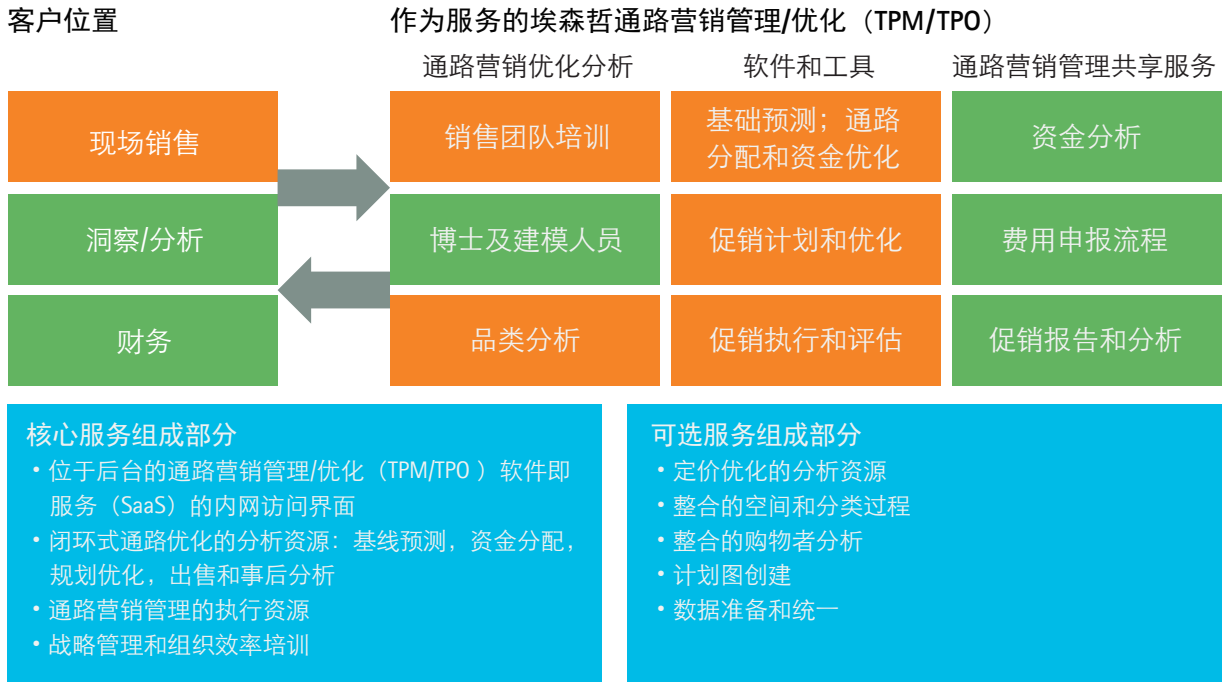 客户位置
作为服务的埃森哲通路营销管理/优化（TPM/TPO）
通路营销优化分析
软件和工具
通路营销管理共享服务
现场销售
销售团队培训
基础预测；通路
分配和资金优化
资金分析
洞察/分析
博士及建模人员
促销计划和优化
费用申报流程
财务
品类分析
促销执行和评估
促销报告和分析
核心服务组成部分
• 位于后台的通路营销管理/优化（TPM/TPO ）软件即
服务（SaaS）的内网访问界面
• 闭环式通路优化的分析资源：基线预测，资金分配，
规划优化，出售和事后分析
• 通路营销管理的执行资源
• 战略管理和组织效率培训
可选服务组成部分
• 定价优化的分析资源
• 整合的空间和分类过程
• 整合的购物者分析
• 计划图创建
• 数据准备和统一